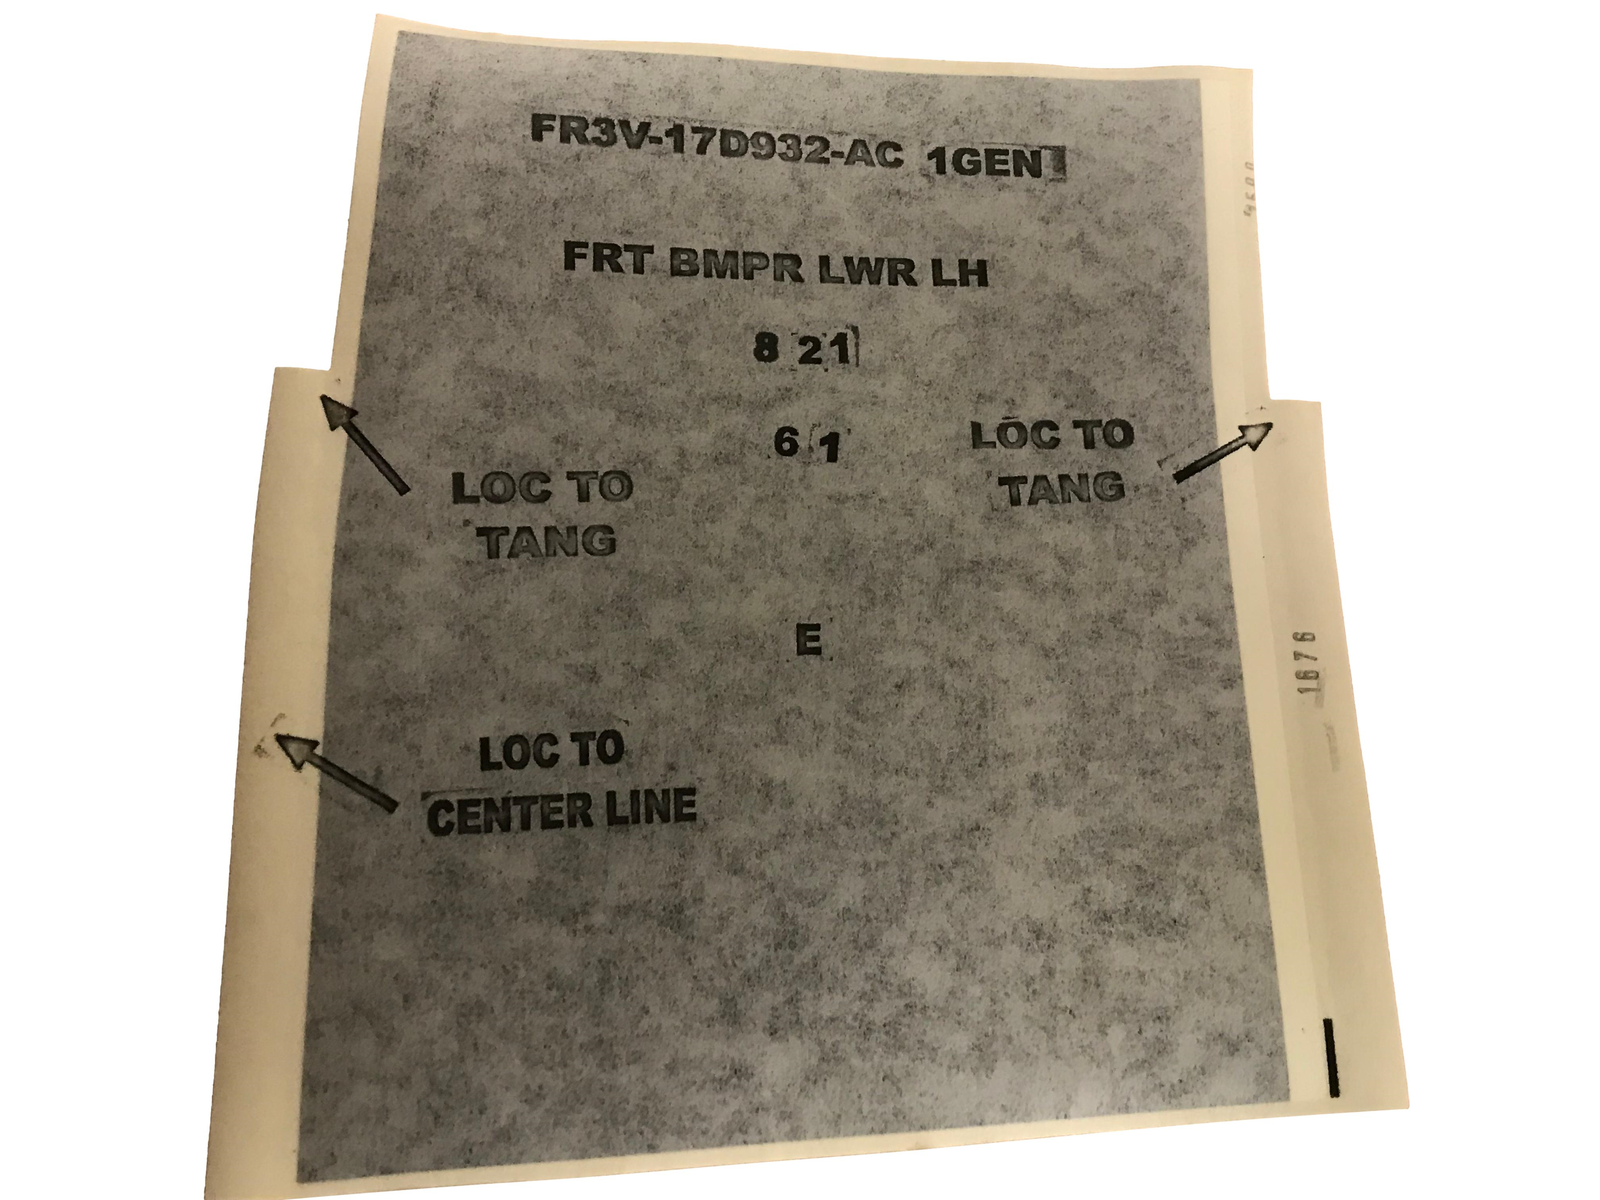 FR3V-17D932-AC 1GEN
FRT BMPR LWR LH
8 21
6 1
LOC TO
TANG
LOC TO
TANG
E
1676
LOC TO
CENTER LINE